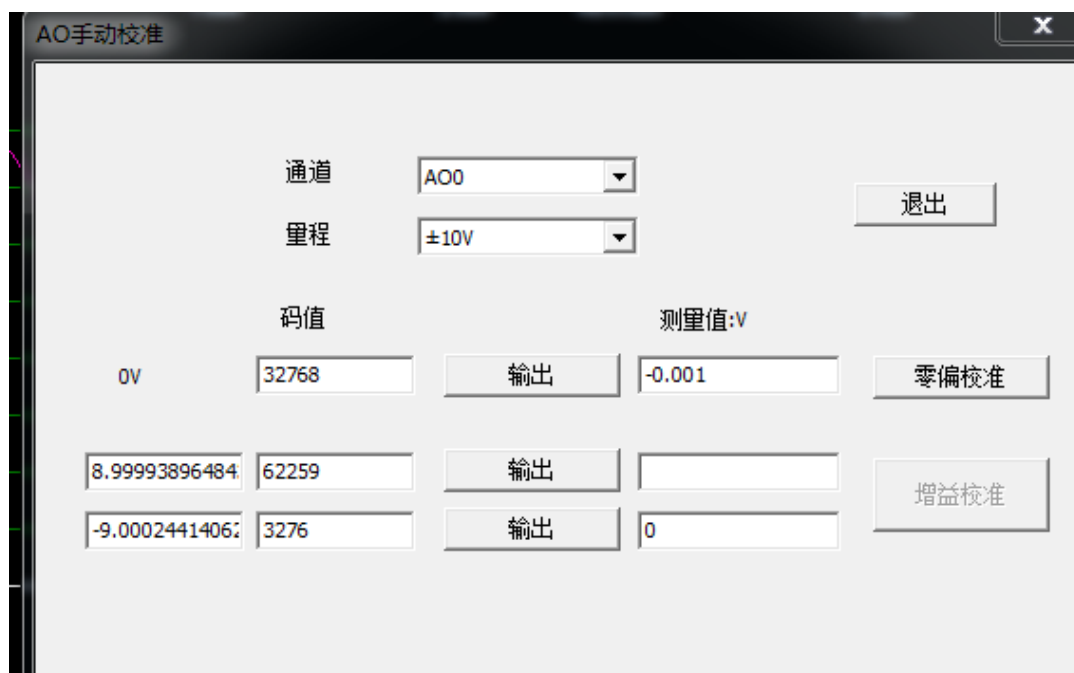 AO手动校准
通道 AO0
退出
量程 ±10V
码值 测量值:V
0V 32768 输出 -0.001 零偏校准
8.99993896484 62259 输出
增益校准
-9.00024414062 3276 输出 0